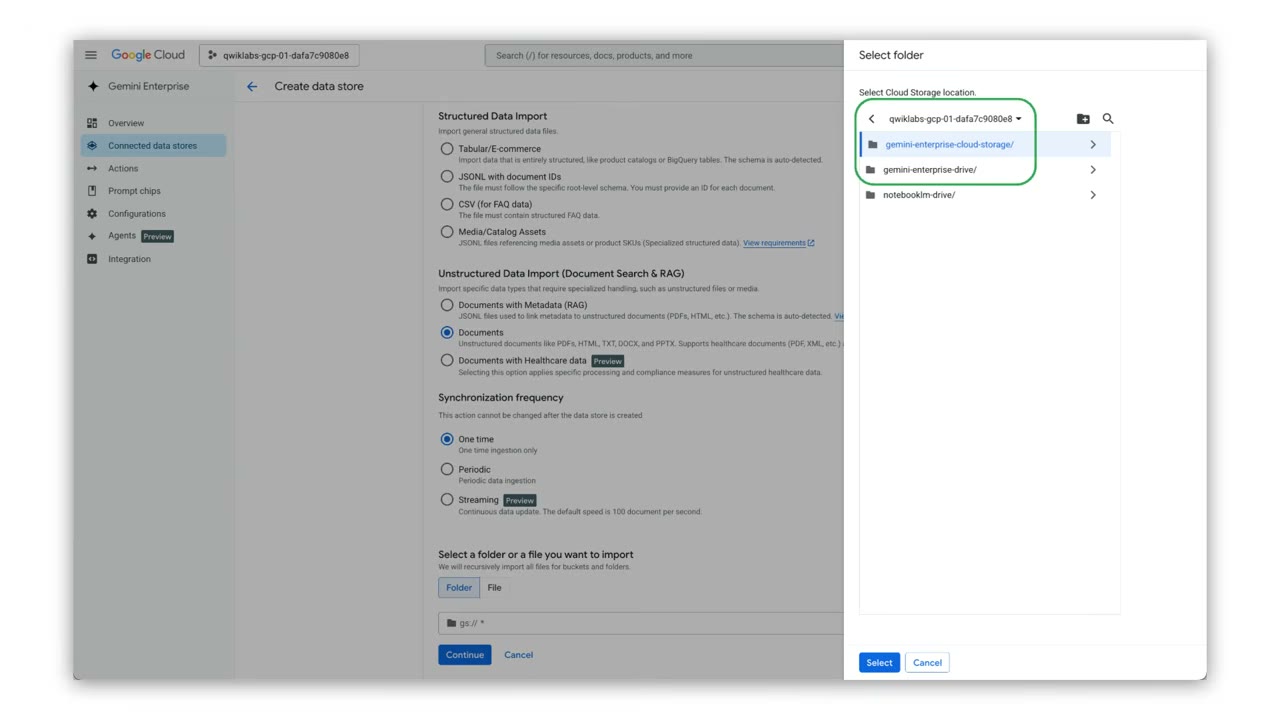 Google Cloud
qwiklabs-gcp-01-dafa7c9080e8
Search (/) for resources, docs, products, and more
Gemini Enterprise
Overview
Connected data stores
Actions
Prompt chips
Configurations
Agents Preview
Integration
Create data store
Structured Data Import
Import general structured data files.
Tabular/E-commerce
Import data that is entirely structured, like product catalogs or BigQuery tables. The schema is auto-detected.
JSONL with document IDs
The file must follow the specific root-level schema. You must provide an ID for each document.
CSV (for FAQ data)
The file must contain structured FAQ data.
Media/Catalog Assets
JSONL files referencing media assets or product SKUs (Specialized structured data). View requirements
Unstructured Data Import (Document Search & RAG)
Import specific data types that require specialized handling, such as unstructured files or media.
Documents with Metadata (RAG)
JSONL files used to link metadata to unstructured documents (PDFs, HTML, etc.). The schema is auto-detected.
Documents
Unstructured documents like PDFs, HTML, TXT, DOCX, and PPTX. Supports healthcare documents (PDF, XML, etc.)
Documents with Healthcare data Preview
Selecting this option applies specific processing and compliance measures for unstructured healthcare data.
Synchronization frequency
This action cannot be changed after the data store is created
One time
One time ingestion only
Periodic
Periodic data ingestion
Streaming Preview
Continuous data update. The default speed is 100 document per second.
Select a folder or a file you want to import
We will recursively import all files for buckets and folders.
Folder File
gs:// *
Continue Cancel
Select folder
Select Cloud Storage location.
qwiklabs-gcp-01-dafa7c9080e8
gemini-enterprise-cloud-storage/
gemini-enterprise-drive/
notebooklm-drive/
Select Cancel